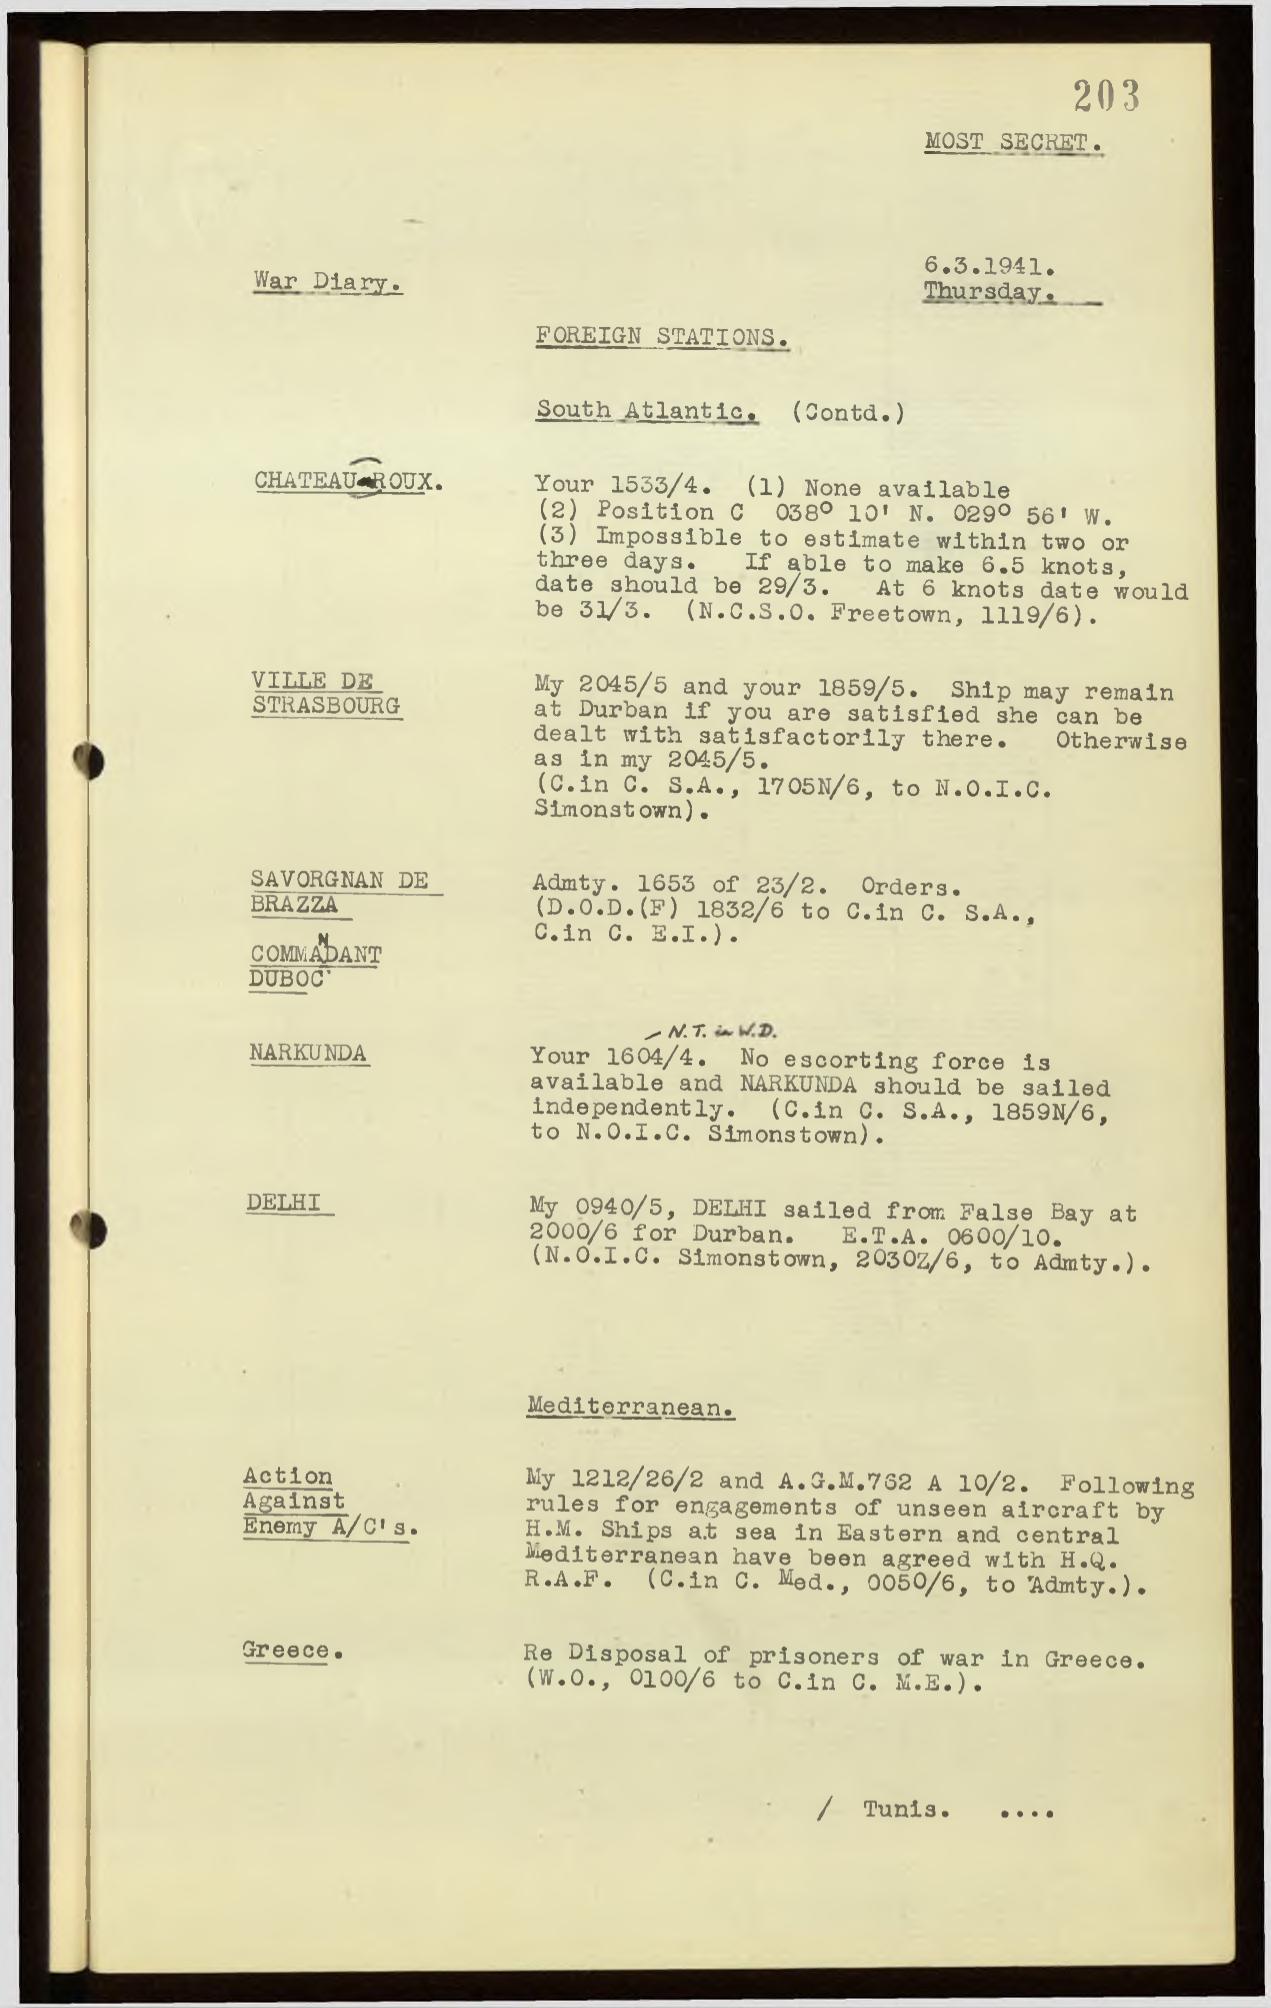 203
MOST SECRET.
War Diary.
6.3.1941.
Thursday.
FOREIGN STATIONS.
South Atlantic. (Contd.)
CHATEAU-ROUX.
Your 1533/4. (1) None available
(2) Position C 038° 10' N. 029° 56' W.
(3) Impossible to estimate within two or
three days. If able to make 6.5 knots,
date should be 29/3. At 6 knots date would
be 31/3. (N.C.S.O. Freetown, 1119/6).
VILLE DE
STRASBOURG
My 2045/5 and your 1859/5. Ship may remain
at Durban if you are satisfied she can be
dealt with satisfactorily there. Otherwise
as in my 2045/5.
(C.in C. S.A., 1705N/6, to N.O.I.C.
Simonstown).
SAVORGNAN DE
BRAZZA
COMMANDANT
DUBOC
Admty. 1653 of 23/2. Orders.
(D.O.D.(F) 1832/6 to C.in C. S.A.,
C.in C. E.I.).
- N.T. in W.D.
NARKUNDA
Your 1604/4. No escorting force is
available and NARKUNDA should be sailed
independently. (C.in C. S.A., 1859N/6,
to N.O.I.C. Simonstown).
DELHI
My 0940/5, DELHI sailed from False Bay at
2000/6 for Durban. E.T.A. 0600/10.
(N.O.I.C. Simonstown, 2030Z/6, to Admty.).
Mediterranean.
Action
Against
Enemy A/C's.
My 1212/26/2 and A.G.M.762 A 10/2. Following
rules for engagements of unseen aircraft by
H.M. Ships at sea in Eastern and central
Mediterranean have been agreed with H.Q.
R.A.F. (C.in C. Med., 0050/6, to Admty.).
Greece.
Re Disposal of prisoners of war in Greece.
(W.O., 0100/6 to C.in C. M.E.).
/ Tunis. ....